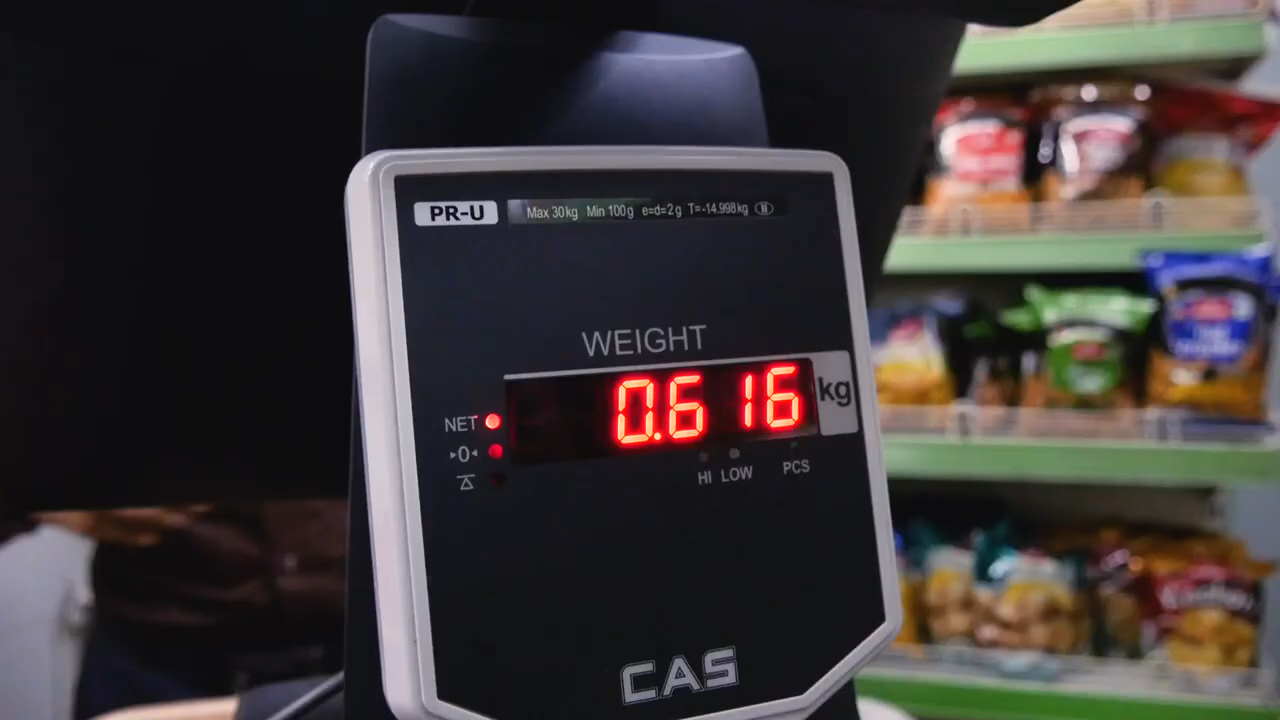 PR-U Max 30kg Min 100g e=d=2g T=-14.998kg
WEIGHT
0.616 kg
NET
▸0◂
HI LOW PCS
CAS